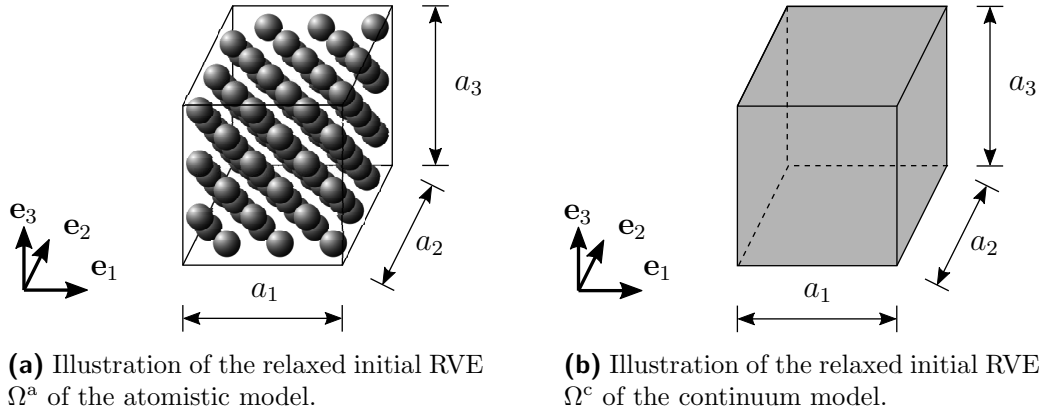 a₃
a₂
a₁
e₃
e₂
e₁
(a) Illustration of the relaxed initial RVE
Ωᵃ of the atomistic model.
a₃
a₂
a₁
e₃
e₂
e₁
(b) Illustration of the relaxed initial RVE
Ωᶜ of the continuum model.